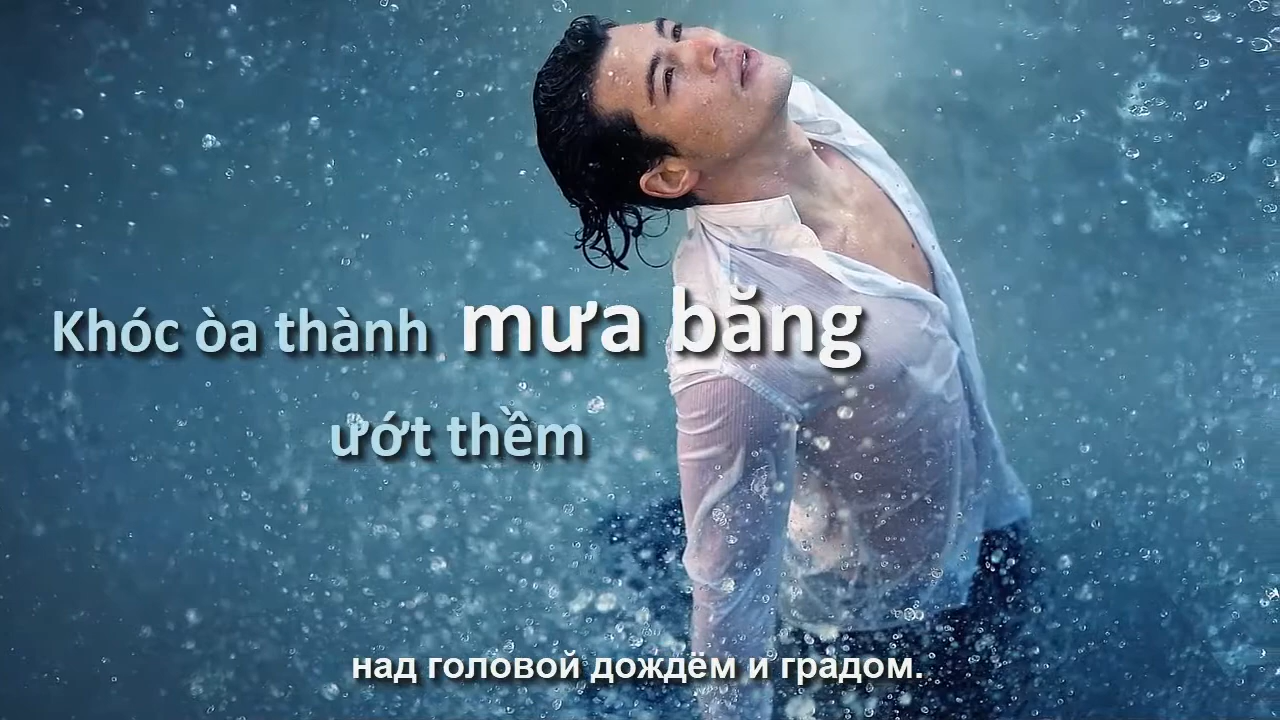 Khóc òa thành mưa băng
ướt thềm
над головой дождём и градом.